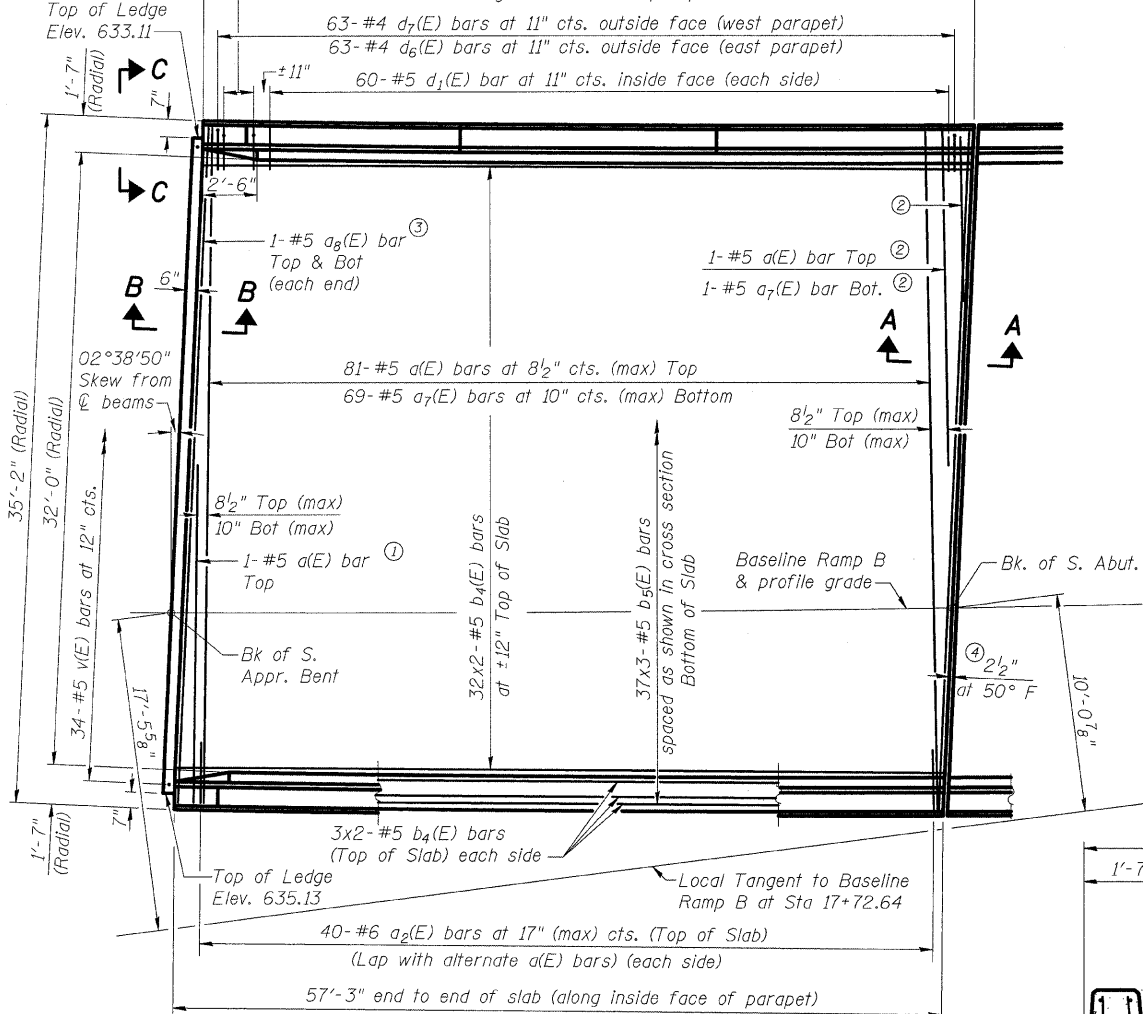 Top of Ledge
Elev. 633.11
63-#4 d7(E) bars at 11" cts. outside face (west parapet)
63-#4 d6(E) bars at 11" cts. outside face (east parapet)
±11"
60-#5 d1(E) bar at 11" cts. inside face (each side)
1'-7"
(Radial)
7"
C
C
2'-6"
1-#5 a8(E) bar ③
Top & Bot
(each end)
②
1-#5 a(E) bar Top ②
1-#5 a7(E) bar Bot. ②
B
6"
B
A
A
02°38'50"
Skew from
℄ beams
81-#5 a(E) bars at 8½" cts. (max) Top
69-#5 a7(E) bars at 10" cts. (max) Bottom
8½" Top (max)
10" Bot (max)
35'-2" (Radial)
32'-0" (Radial)
34-#5 v(E) bars at 12" cts.
8½" Top (max)
10" Bot (max)
1-#5 a(E) bar ①
Top
32x2-#5 b4(E) bars
at ±12" Top of Slab
37x3-#5 b5(E) bars
spaced as shown in cross section
Bottom of Slab
Baseline Ramp B
& profile grade
Bk. of S. Abut.
Bk of S.
Appr. Bent
④ 2½"
at 50° F
17'-5⅝"
10'-0⅞"
7"
1'-7"
(Radial)
3x2-#5 b4(E) bars
(Top of Slab) each side
Top of Ledge
Elev. 635.13
Local Tangent to Baseline
Ramp B at Sta 17+72.64
1'-7
40-#6 a2(E) bars at 17" (max) cts. (Top of Slab)
(Lap with alternate a(E) bars) (each side)
57'-3" end to end of slab (along inside face of parapet)